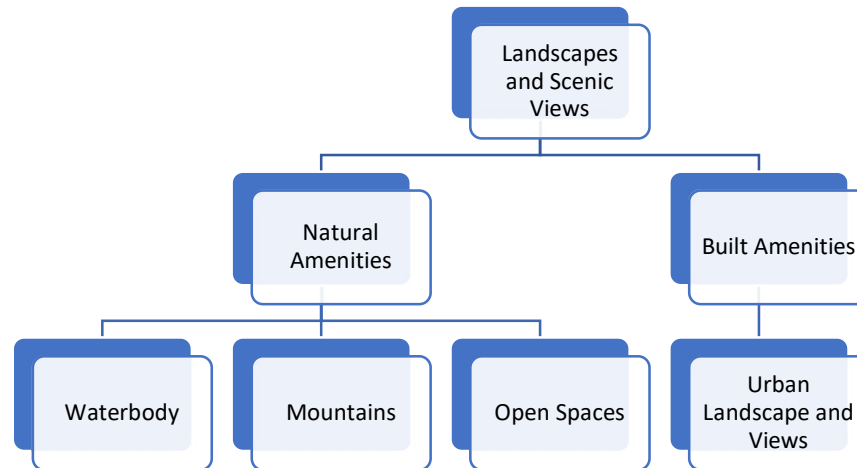 Landscapes
and Scenic
Views
Natural
Amenities
Built Amenities
Waterbody
Mountains
Open Spaces
Urban
Landscape and
Views